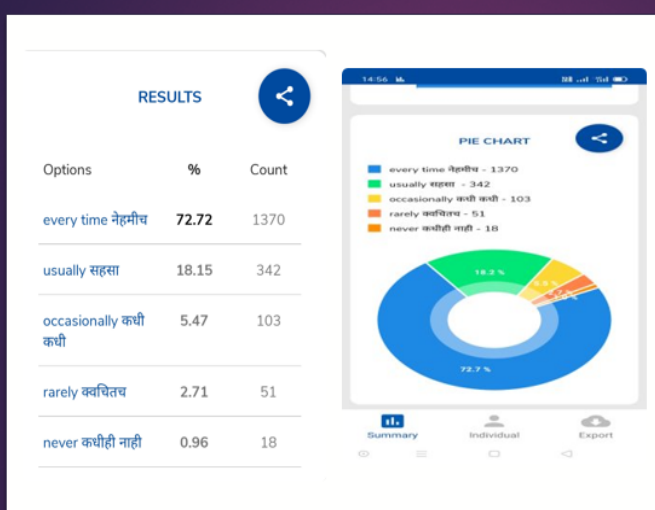 RESULTS
Options % Count
every time नेहमीच 72.72 1370
usually सहसा 18.15 342
occasionally कधी
कधी 5.47 103
rarely क्वचितच 2.71 51
never कधीही नाही 0.96 18
14:56
PIE CHART
every time नेहमीच - 1370
usually सहसा - 342
occasionally कधी कधी - 103
rarely क्वचितच - 51
never कधीही नाही - 18
18.2 %
72.7 %
Summary Individual Export